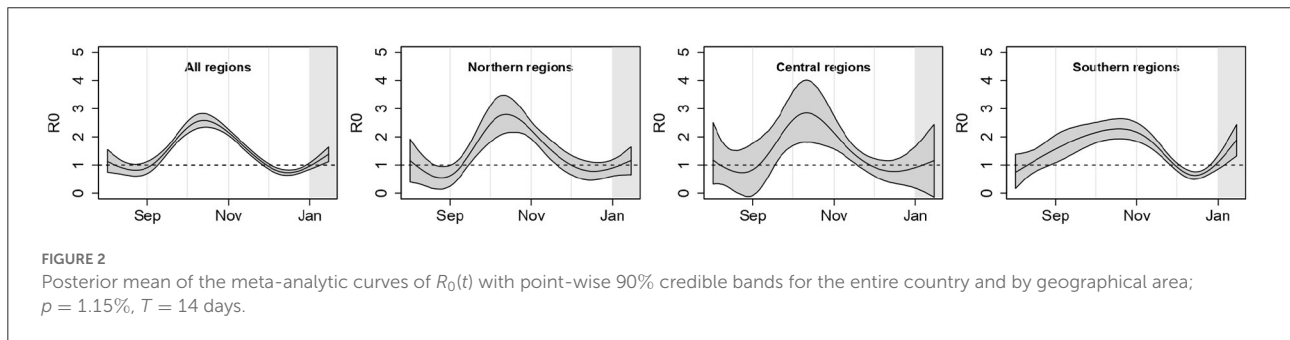 All regions
R0
0 1 2 3 4 5
Sep Nov Jan
Northern regions
R0
0 1 2 3 4 5
Sep Nov Jan
Central regions
R0
0 1 2 3 4 5
Sep Nov Jan
Southern regions
R0
0 1 2 3 4 5
Sep Nov Jan
FIGURE 2
Posterior mean of the meta-analytic curves of R0(t) with point-wise 90% credible bands for the entire country and by geographical area;
p = 1.15%, T = 14 days.